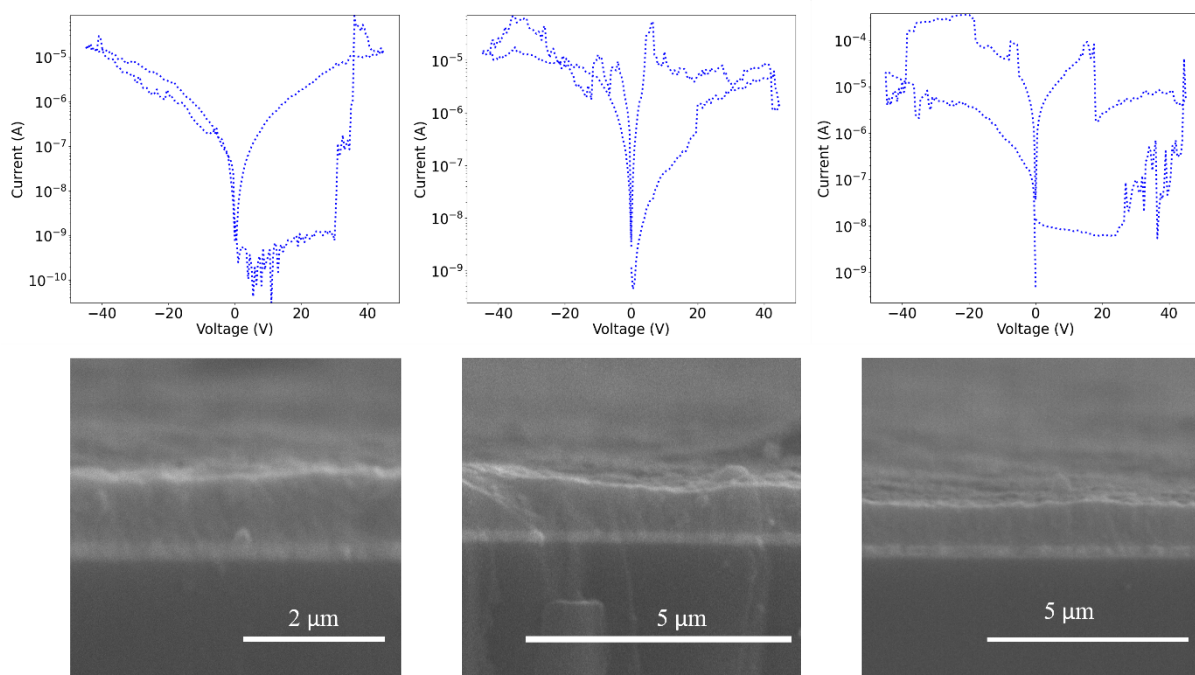 Current (A)
10⁻⁵
10⁻⁶
10⁻⁷
10⁻⁸
10⁻⁹
10⁻¹⁰
−40 −20 0 20 40
Voltage (V)
Current (A)
10⁻⁵
10⁻⁶
10⁻⁷
10⁻⁸
10⁻⁹
−40 −20 0 20 40
Voltage (V)
Current (A)
10⁻⁴
10⁻⁵
10⁻⁶
10⁻⁷
10⁻⁸
10⁻⁹
−40 −20 0 20 40
Voltage (V)
2 μm
5 μm
5 μm